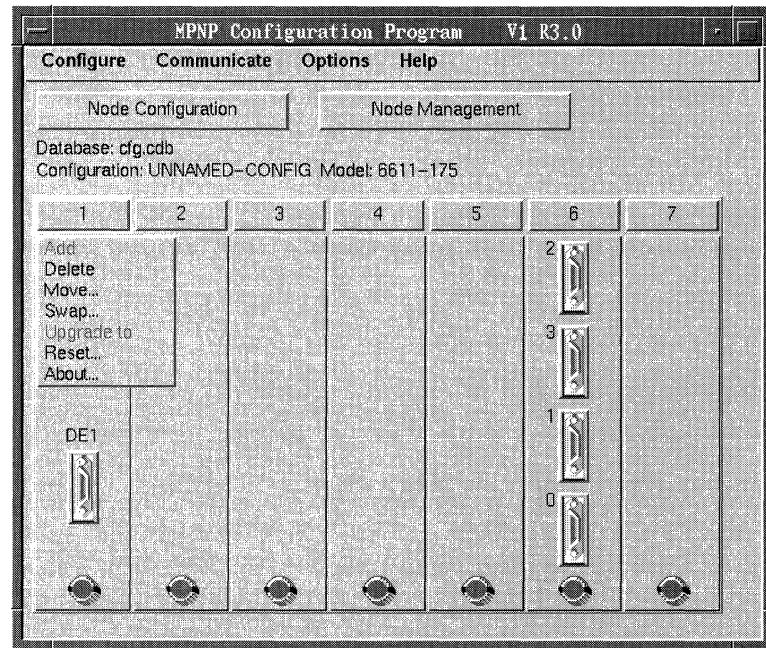 MPNP Configuration Program V1 R3.0
Configure Communicate Options Help
Node Configuration Node Management
Database: cfg.cdb
Configuration: UNNAMED-CONFIG Model: 6611-175
1 2 3 4 5 6 7
Add
Delete
Move...
Swap...
Upgrade to
Reset...
About...
DE1
2
3
1
0